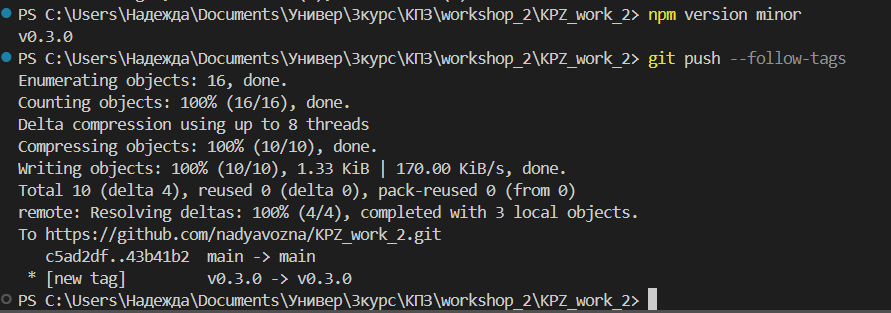 PS C:\Users\Надежда\Documents\Универ\3курс\КПЗ\workshop_2\KPZ_work_2> npm version minor
v0.3.0
PS C:\Users\Надежда\Documents\Универ\3курс\КПЗ\workshop_2\KPZ_work_2> git push --follow-tags
Enumerating objects: 16, done.
Counting objects: 100% (16/16), done.
Delta compression using up to 8 threads
Compressing objects: 100% (10/10), done.
Writing objects: 100% (10/10), 1.33 KiB | 170.00 KiB/s, done.
Total 10 (delta 4), reused 0 (delta 0), pack-reused 0 (from 0)
remote: Resolving deltas: 100% (4/4), completed with 3 local objects.
To https://github.com/nadyavozna/KPZ_work_2.git
   c5ad2df..43b41b2  main -> main
 * [new tag]         v0.3.0 -> v0.3.0
PS C:\Users\Надежда\Documents\Универ\3курс\КПЗ\workshop_2\KPZ_work_2>